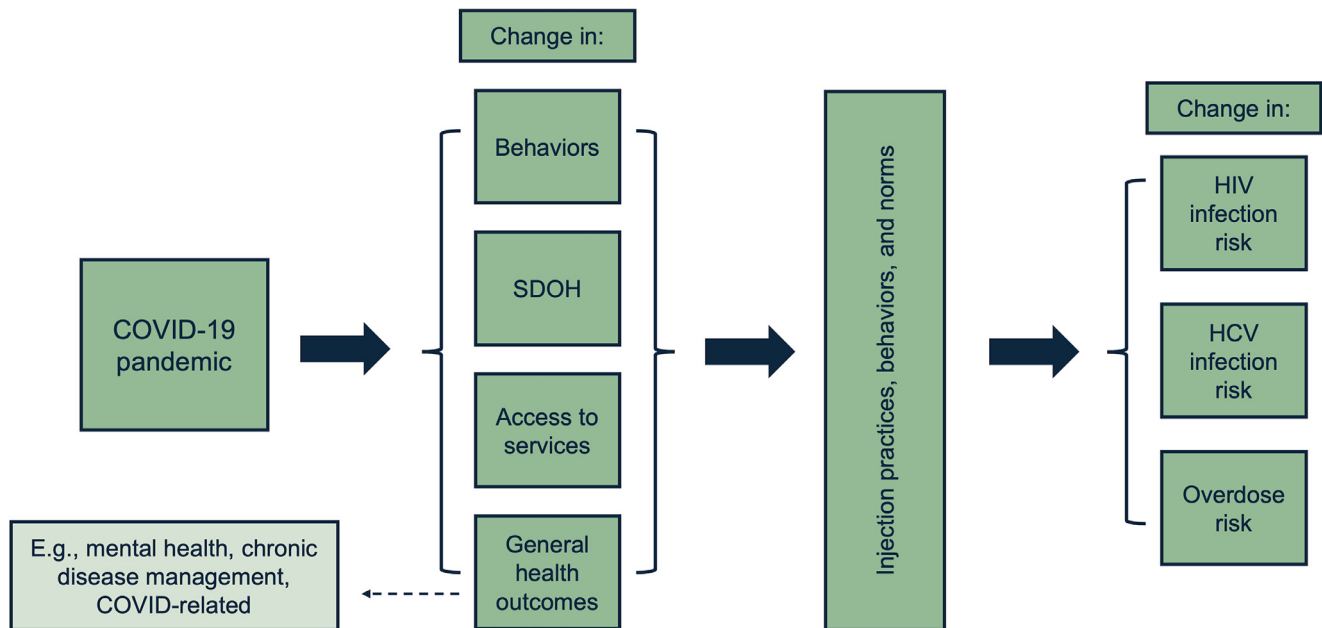 Change in:
Behaviors
SDOH
Access to
services
General
health
outcomes
COVID-19
pandemic
E.g., mental health, chronic
disease management,
COVID-related
Injection practices, behaviors, and norms
Change in:
HIV
infection
risk
HCV
infection
risk
Overdose
risk